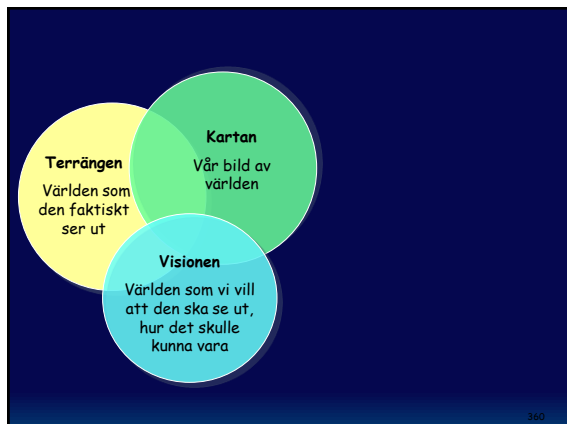 Kartan
Vår bild av
världen
Terrängen
Världen som
den faktiskt
ser ut
Visionen
Världen som vi vill
att den ska se ut,
hur det skulle
kunna vara
360